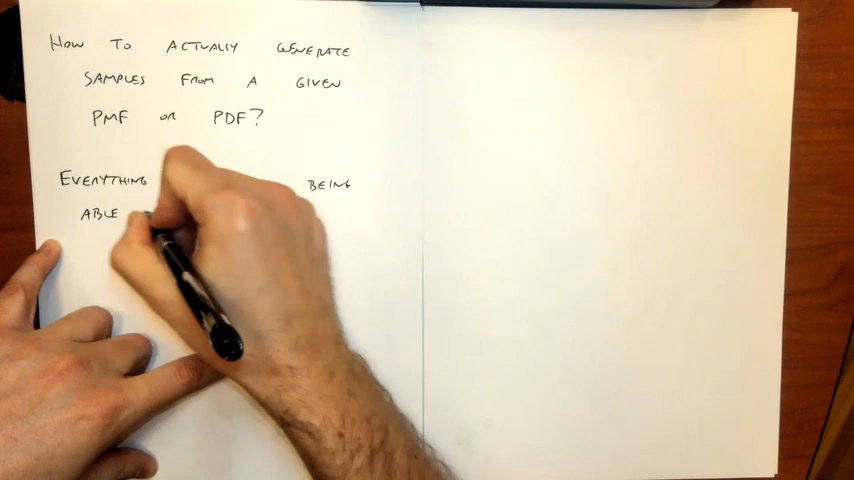 HOW TO ACTUALLY GENERATE
SAMPLES FROM A GIVEN
PMF OR PDF?
EVERYTHING BEING
ABLE